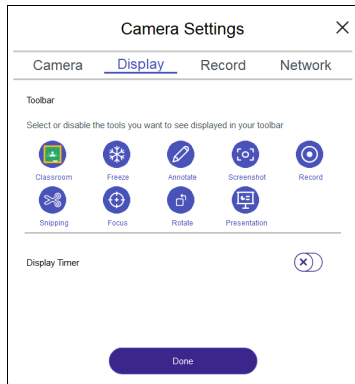 Camera Settings
Camera Display Record Network
Toolbar
Select or disable the tools you want to see displayed in your toolbar
Classroom Freeze Annotate Screenshot Record
Snipping Focus Rotate Presentation
Display Timer
Done